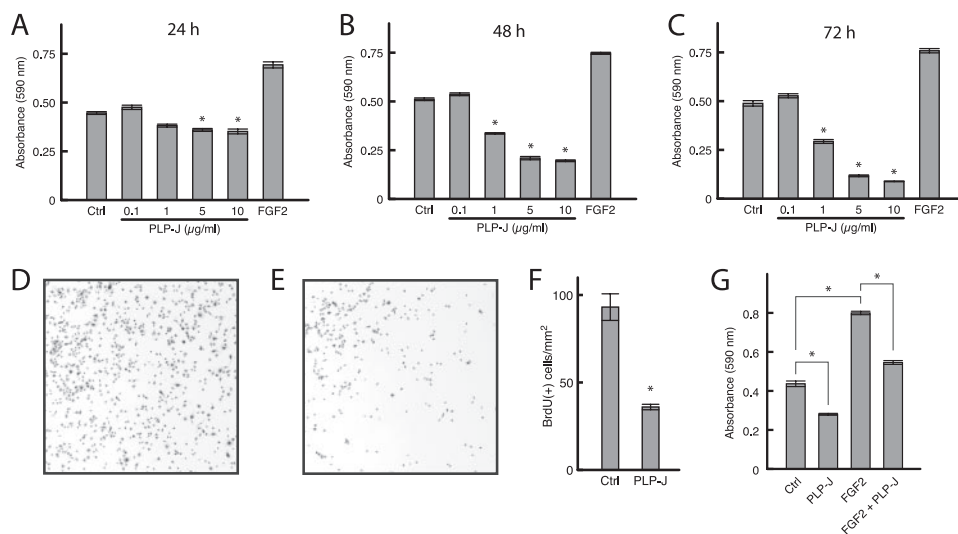 A
24 h
Absorbance (590 nm)
0.75
0.50
0.25
0
* *
Ctrl 0.1 1 5 10 FGF2
PLP-J (µg/ml)
B
48 h
Absorbance (590 nm)
0.75
0.50
0.25
0
* * *
Ctrl 0.1 1 5 10 FGF2
PLP-J (µg/ml)
C
72 h
Absorbance (590 nm)
0.75
0.50
0.25
0
* * *
Ctrl 0.1 1 5 10 FGF2
PLP-J (µg/ml)
D
E
F
BrdU(+) cells/mm²
100
50
0
*
Ctrl PLP-J
G
Absorbance (590 nm)
0,8
0,6
0,4
0,2
0
* * *
Ctrl
PLP-J
FGF2
FGF2 + PLP-J